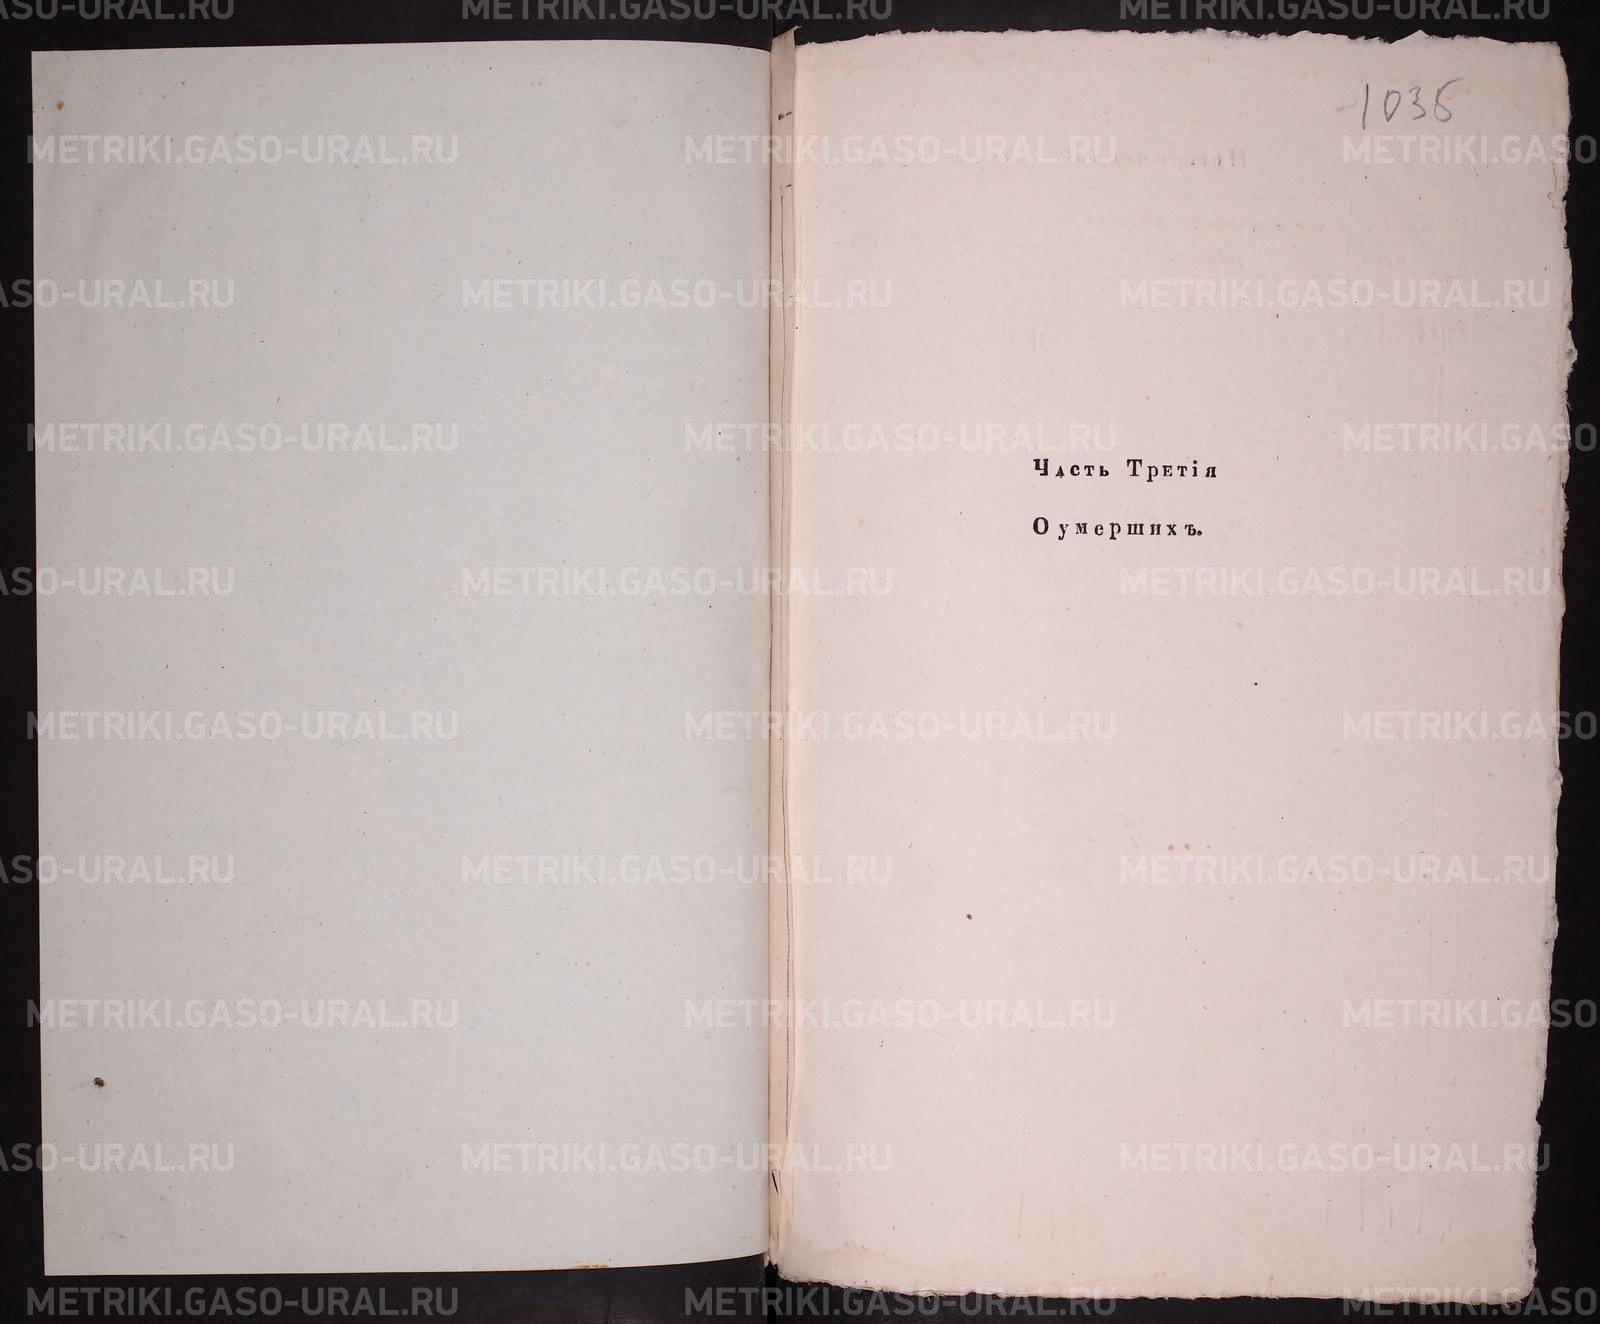 1035
Часть Третія
О умершихъ.
METRIKI.GASO-URAL.RU